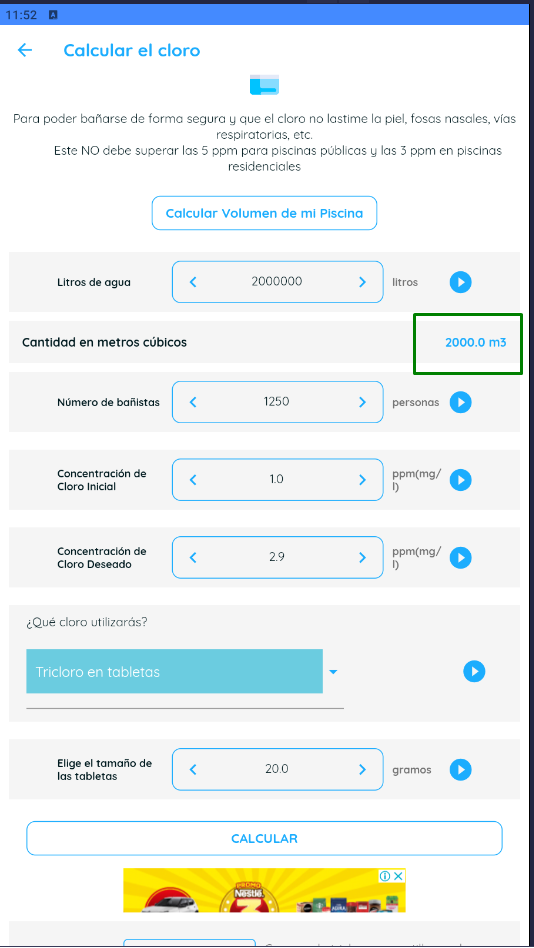 11:52 A
Calcular el cloro
Para poder bañarse de forma segura y que el cloro no lastime la piel, fosas nasales, vías
respiratorias, etc.
Este NO debe superar las 5 ppm para piscinas públicas y las 3 ppm en piscinas
residenciales
Calcular Volumen de mi Piscina
Litros de agua 2000000 litros
Cantidad en metros cúbicos 2000.0 m3
Número de bañistas 1250 personas
Concentración de
Cloro Inicial
1.0
ppm(mg/
l)
Concentración de
Cloro Deseado
2.9
ppm(mg/
l)
¿Qué cloro utilizarás?
Tricloro en tabletas
Elige el tamaño de
las tabletas
20.0
gramos
CALCULAR
PROMO
Nestlé
3